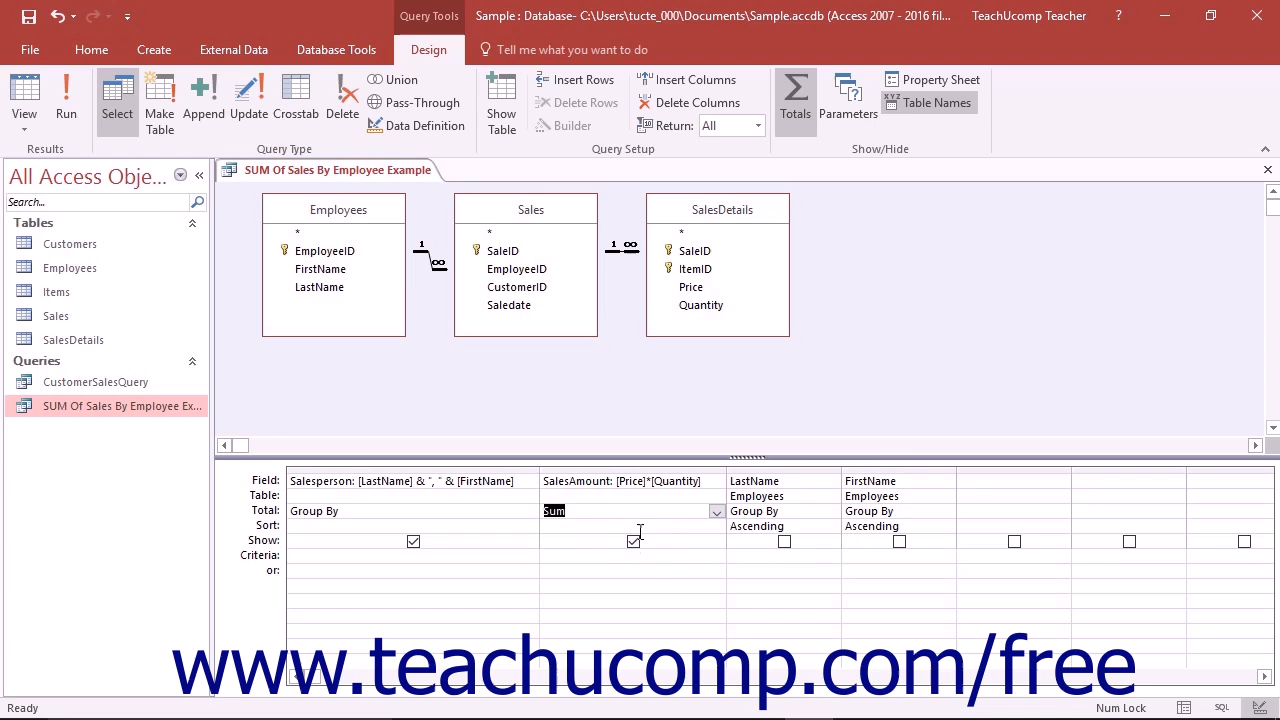 Query Tools
Sample : Database- C:\Users\tucte_000\Documents\Sample.accdb (Access 2007 - 2016 fil...
TeachUcomp Teacher
?
File Home Create External Data Database Tools Design Tell me what you want to do
View
Run
Select
Make Table
Append
Update
Crosstab
Delete
Union
Pass-Through
Data Definition
Show Table
Insert Rows
Delete Rows
Builder
Insert Columns
Delete Columns
Return: All
Totals
Parameters
Property Sheet
XYZ Table Names
Results Query Type Query Setup Show/Hide
All Access Obje...
Search...
Tables
Customers
Employees
Items
Sales
SalesDetails
Queries
CustomerSalesQuery
SUM Of Sales By Employee Ex...
SUM Of Sales By Employee Example
Employees
*
EmployeeID
FirstName
LastName
1 ∞
Sales
*
SaleID
EmployeeID
CustomerID
Saledate
1 ∞
SalesDetails
*
SaleID
ItemID
Price
Quantity
Field: Salesperson: [LastName] & ", " & [FirstName] SalesAmount: [Price]*[Quantity] LastName FirstName
Table: Employees Employees
Total: Group By Sum Group By Group By
Sort: Ascending Ascending
Show:
Criteria:
or:
www.teachucomp.com/free
Ready Num Lock SQL